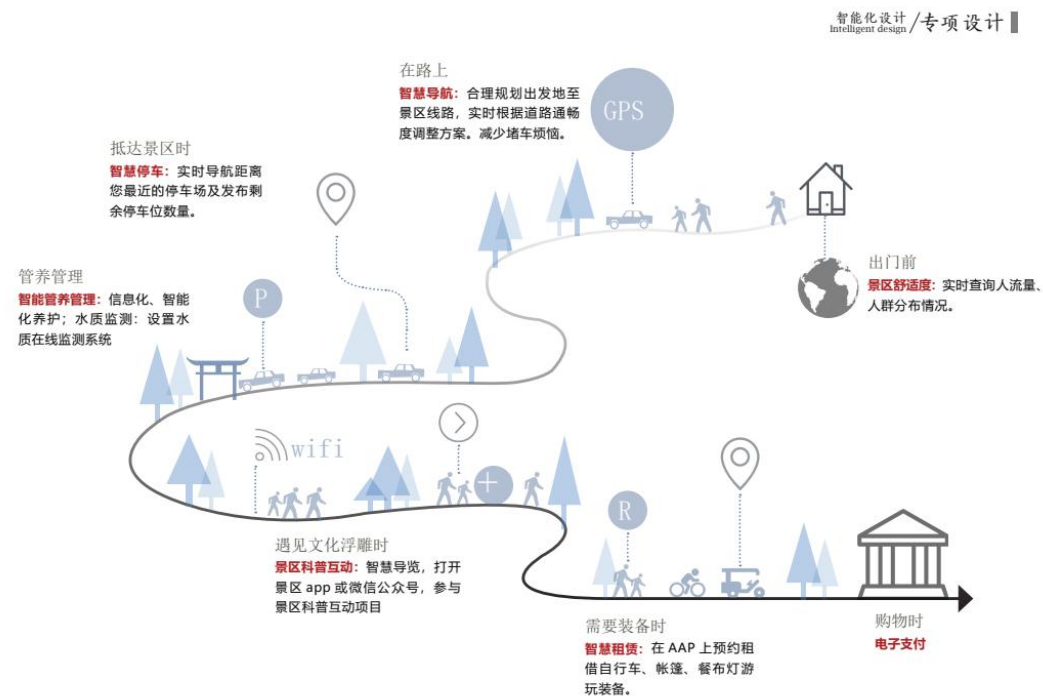 智能化设计
Intelligent design
/专项设计
在路上
智慧导航：合理规划出发地至
景区线路，实时根据道路通畅
度调整方案。减少堵车烦恼。
GPS
抵达景区时
智慧停车：实时导航距离
您最近的停车场及发布剩
余停车位数量。
出门前
景区舒适度：实时查询人流量、
人群分布情况。
管养管理
智能管养管理：信息化、智能
化养护；水质监测：设置水
质在线监测系统
P
wifi
遇见文化浮雕时
景区科普互动：智慧导览，打开
景区 app 或微信公众号，参与
景区科普互动项目
R
需要装备时
智慧租赁：在 AAP 上预约租
借自行车、帐篷、餐布灯游
玩装备。
购物时
电子支付